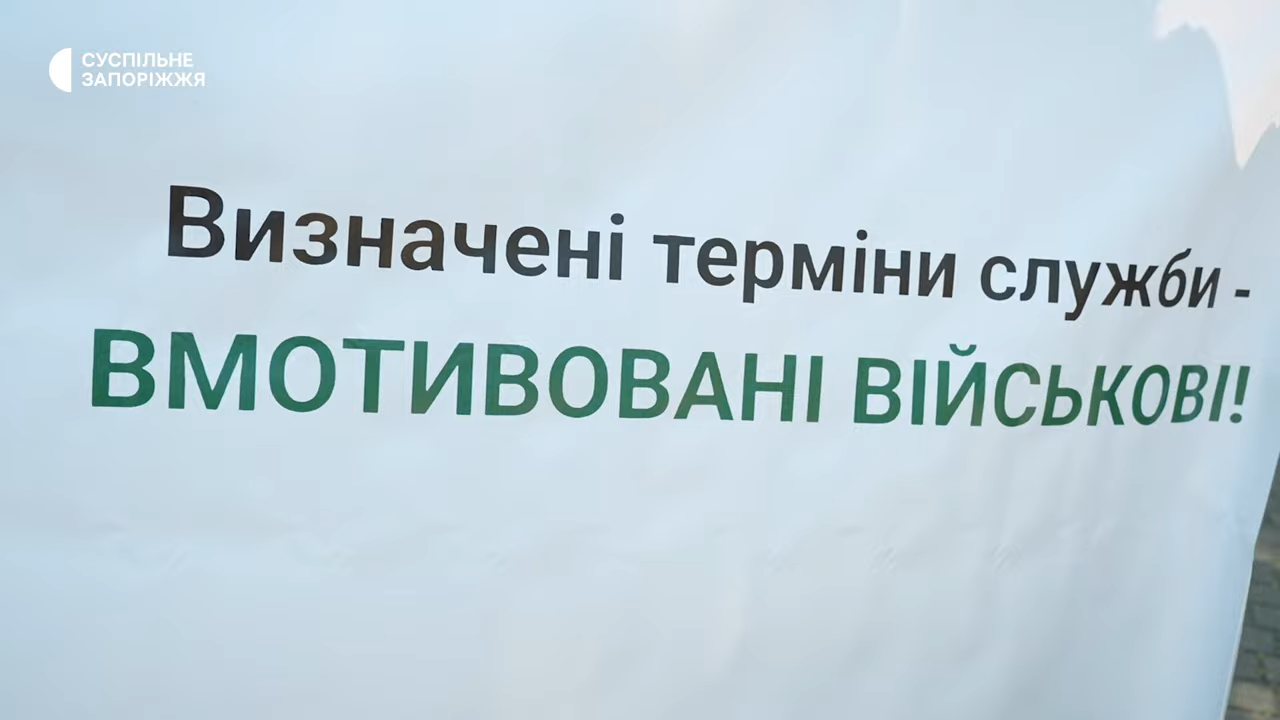 СУСПІЛЬНЕ
ЗАПОРІЖЖЯ
Визначені терміни служби -
ВМОТИВОВАНІ ВІЙСЬКОВІ!